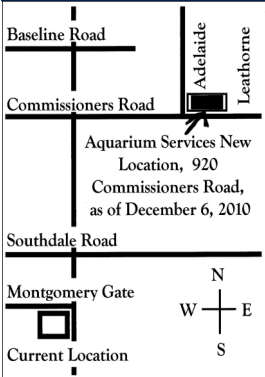 Baseline Road
Adelaide
Leathorne
Commissioners Road
Aquarium Services New
Location, 920
Commissioners Road,
as of December 6, 2010
Southdale Road
Montgomery Gate
N
W E
S
Current Location